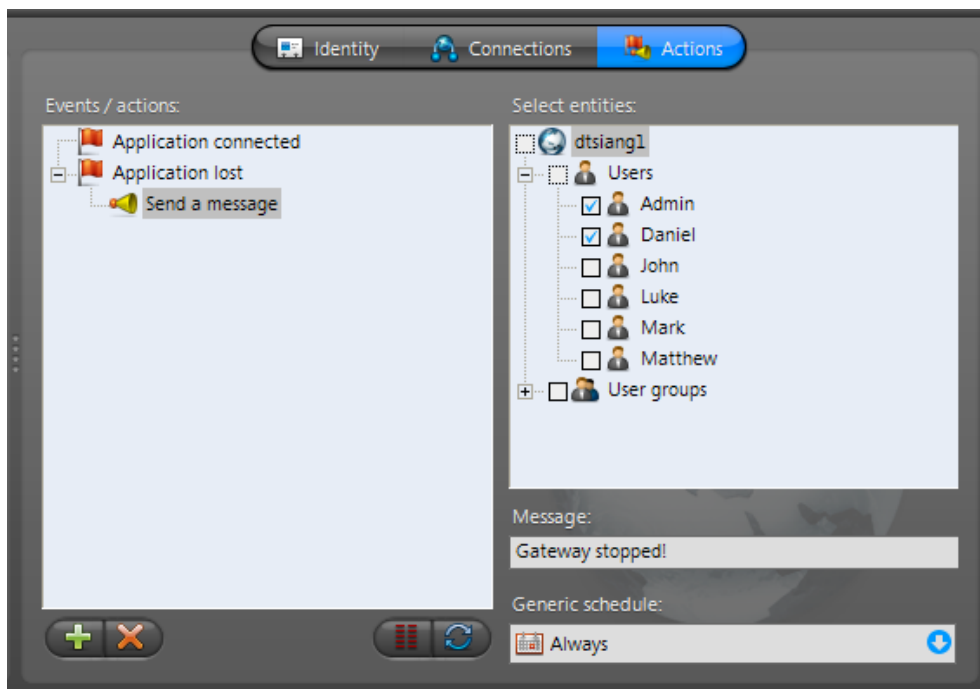 Identity
Connections
Actions
Events / actions:
Application connected
Application lost
Send a message
Select entities:
dtsiang1
Users
Admin
Daniel
John
Luke
Mark
Matthew
User groups
Message:
Gateway stopped!
Generic schedule:
Always